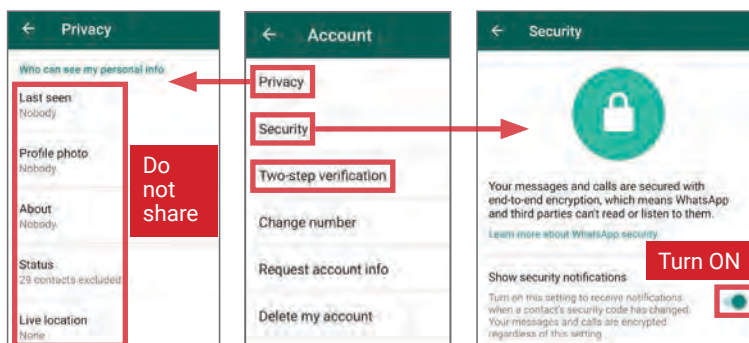 Privacy
Who can see my personal info
Last seen
Nobody
Profile photo
Nobody
About
Nobody
Status
29 contacts excluded
Live location
None
Do
not
share
Account
Privacy
Security
Two-step verification
Change number
Request account info
Delete my account
Security
Your messages and calls are secured with
end-to-end encryption, which means WhatsApp
and third parties can't read or listen to them.
Learn more about WhatsApp security
Turn ON
Show security notifications
Turn on this setting to receive notifications
when a contact's security code has changed.
Your messages and calls are encrypted
regardless of this setting